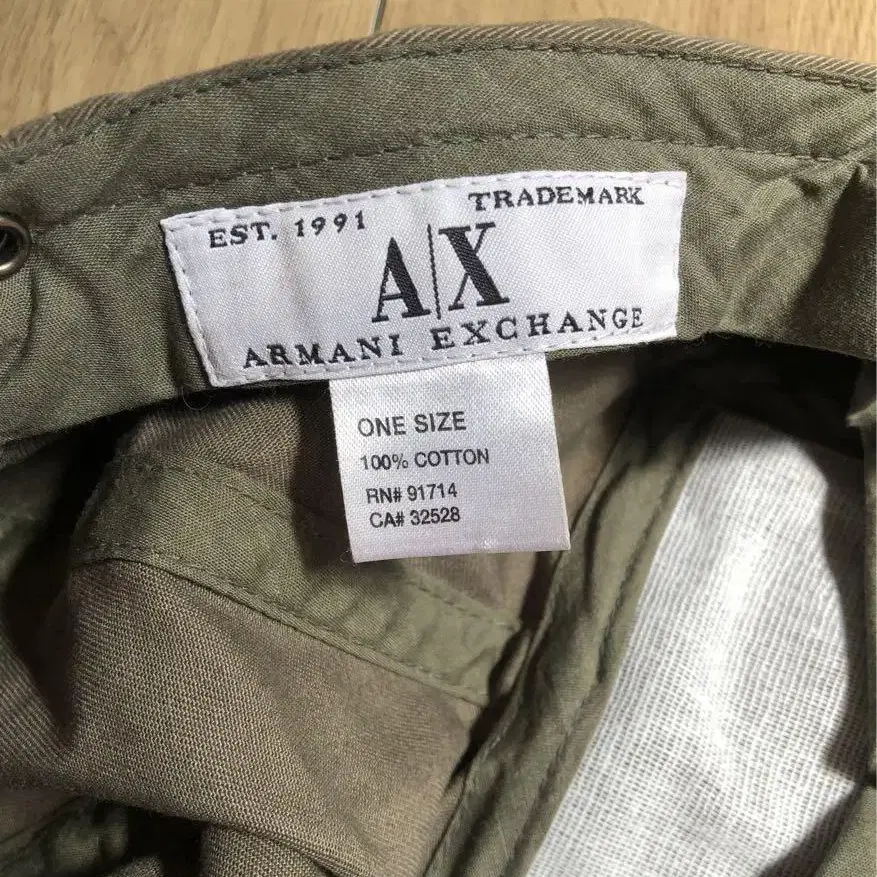 EST. 1991 TRADEMARK
A|X
ARMANI EXCHANGE
ONE SIZE
100% COTTON
RN# 91714
CA# 32528